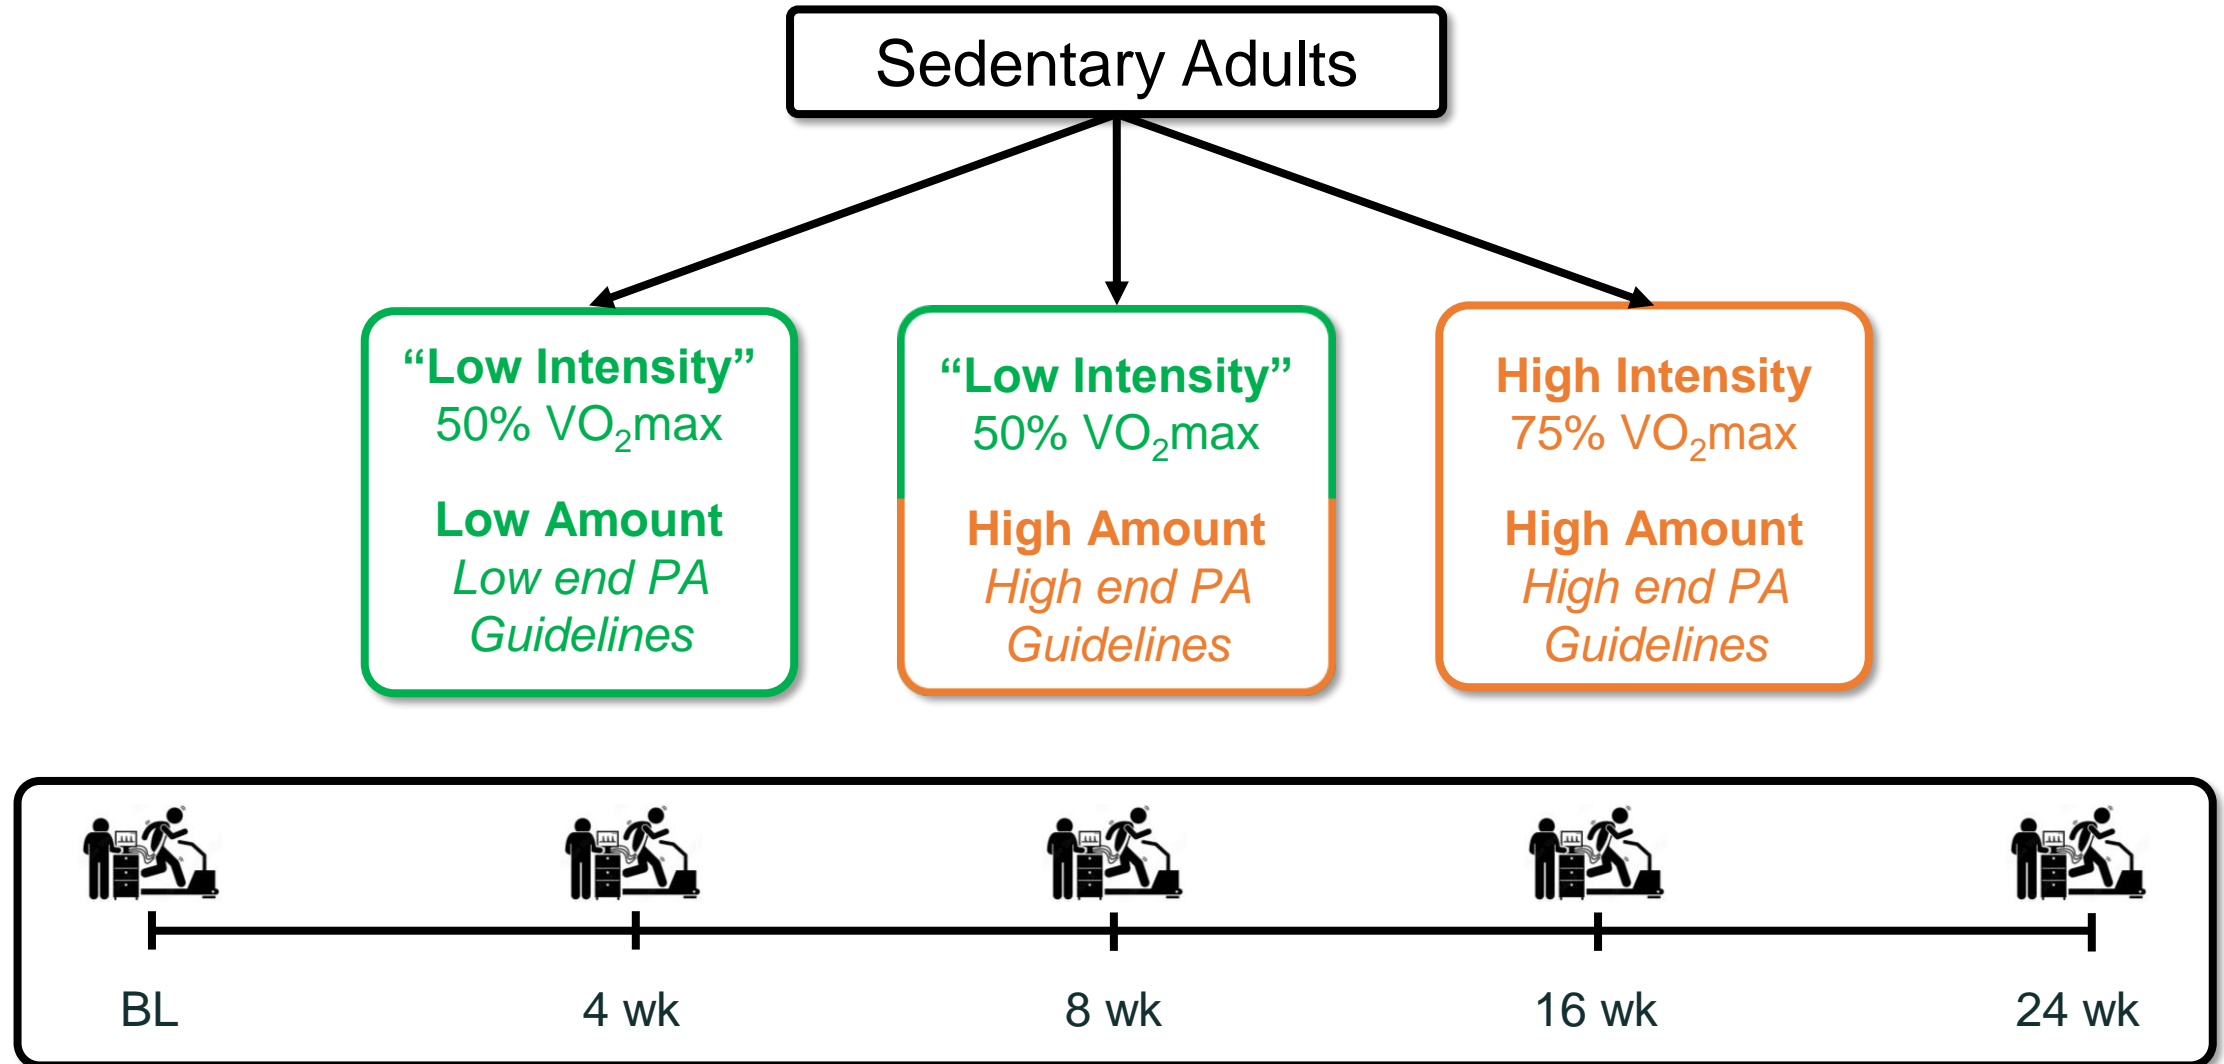 Sedentary Adults
“Low Intensity”
50% VO₂max
Low Amount
Low end PA
Guidelines
“Low Intensity”
50% VO₂max
High Amount
High end PA
Guidelines
High Intensity
75% VO₂max
High Amount
High end PA
Guidelines
BL
4 wk
8 wk
16 wk
24 wk